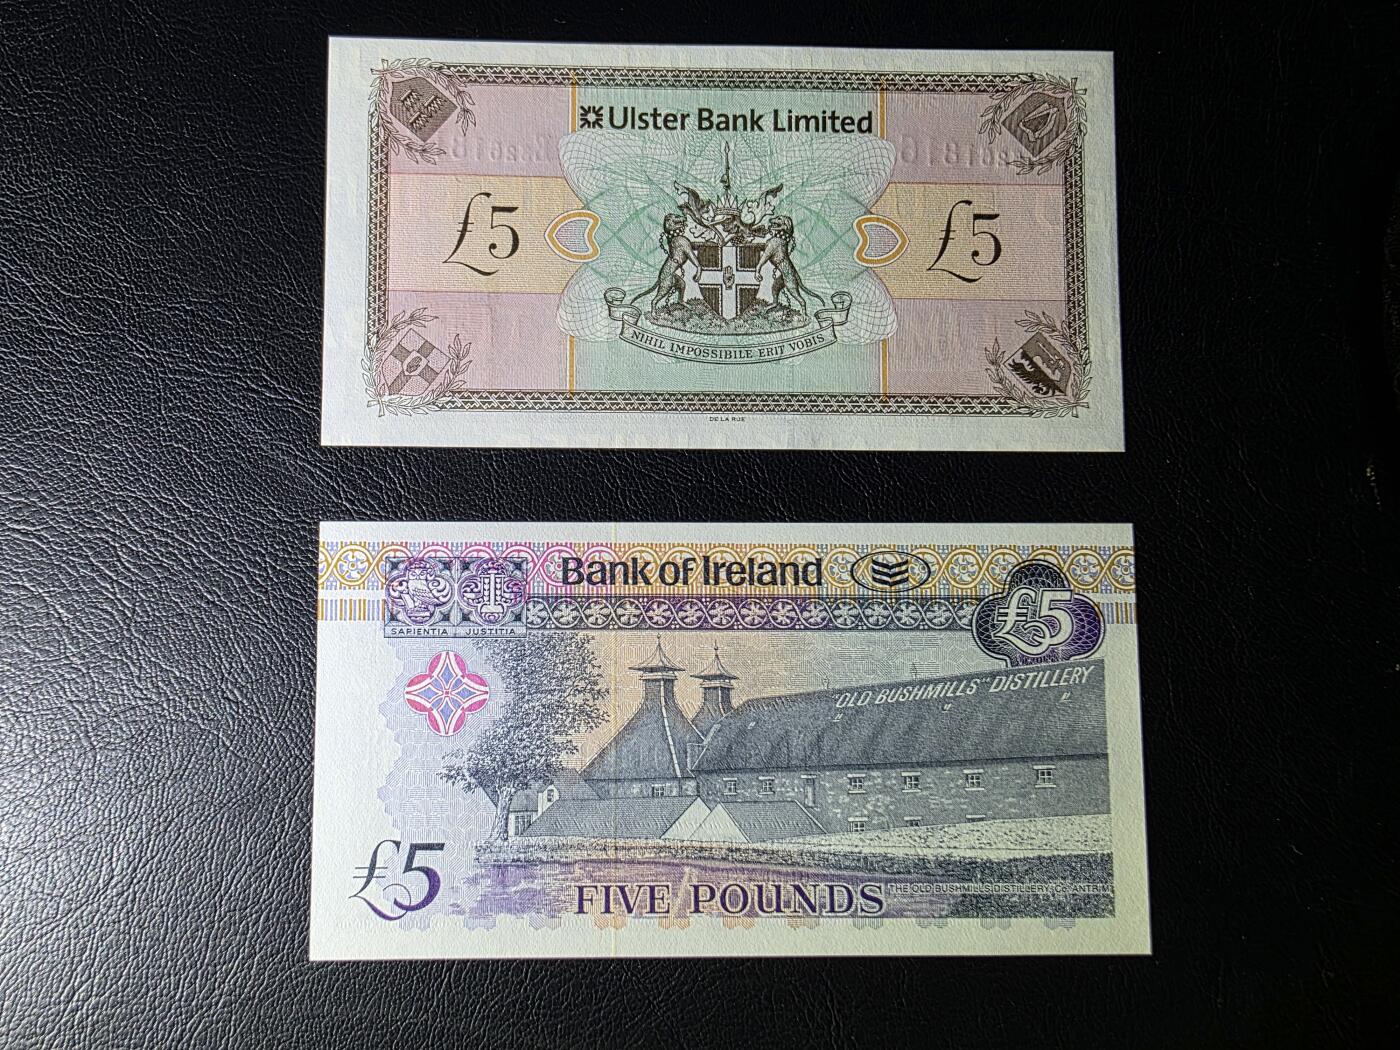 Ulster Bank Limited
£5
£5
NIHIL IMPOSSIBILE ERIT VOBIS
DE LA RUE
Bank of Ireland
£5
SAPIENTIA JUSTITIA
"OLD BUSHMILLS" DISTILLERY
£5
FIVE POUNDS
THE OLD BUSHMILLS DISTILLERY, Co. ANTRIM